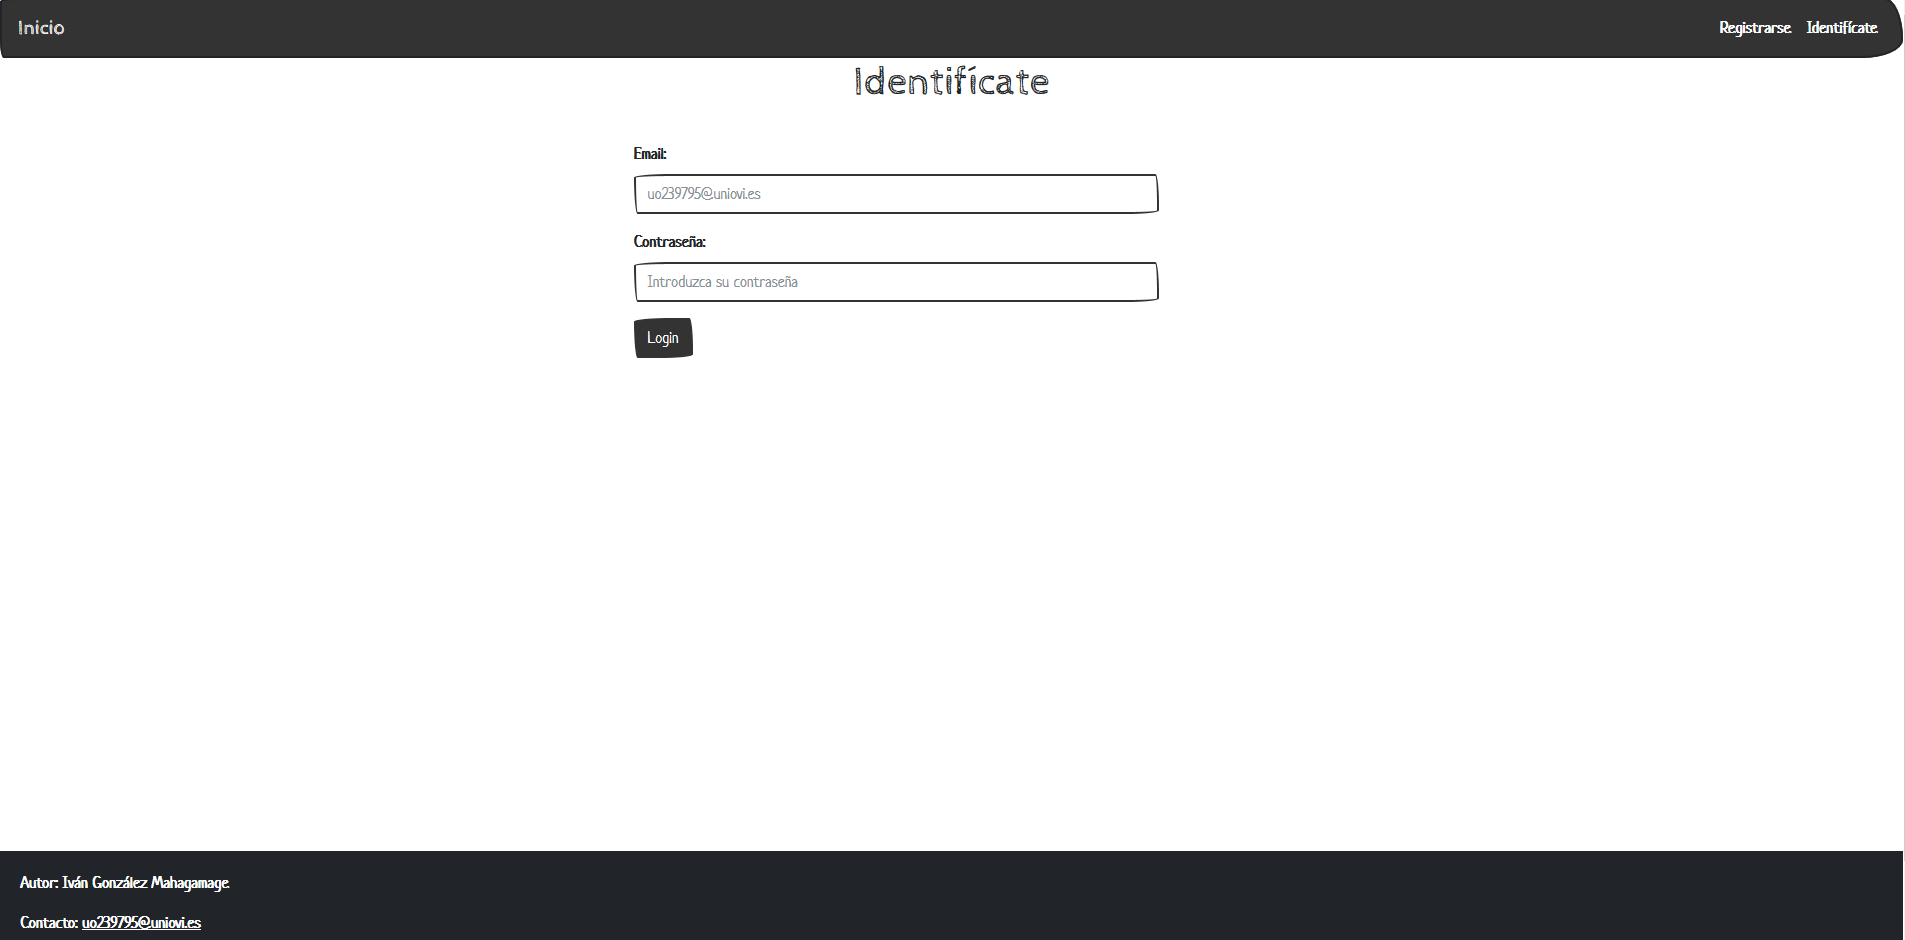 Inicio Registrarse Identifícate
Identifícate
Email:
uo239795@uniovi.es
Contraseña:
Introduzca su contraseña
Login
Autor: Iván González Mahagamage
Contacto: uo239795@uniovi.es